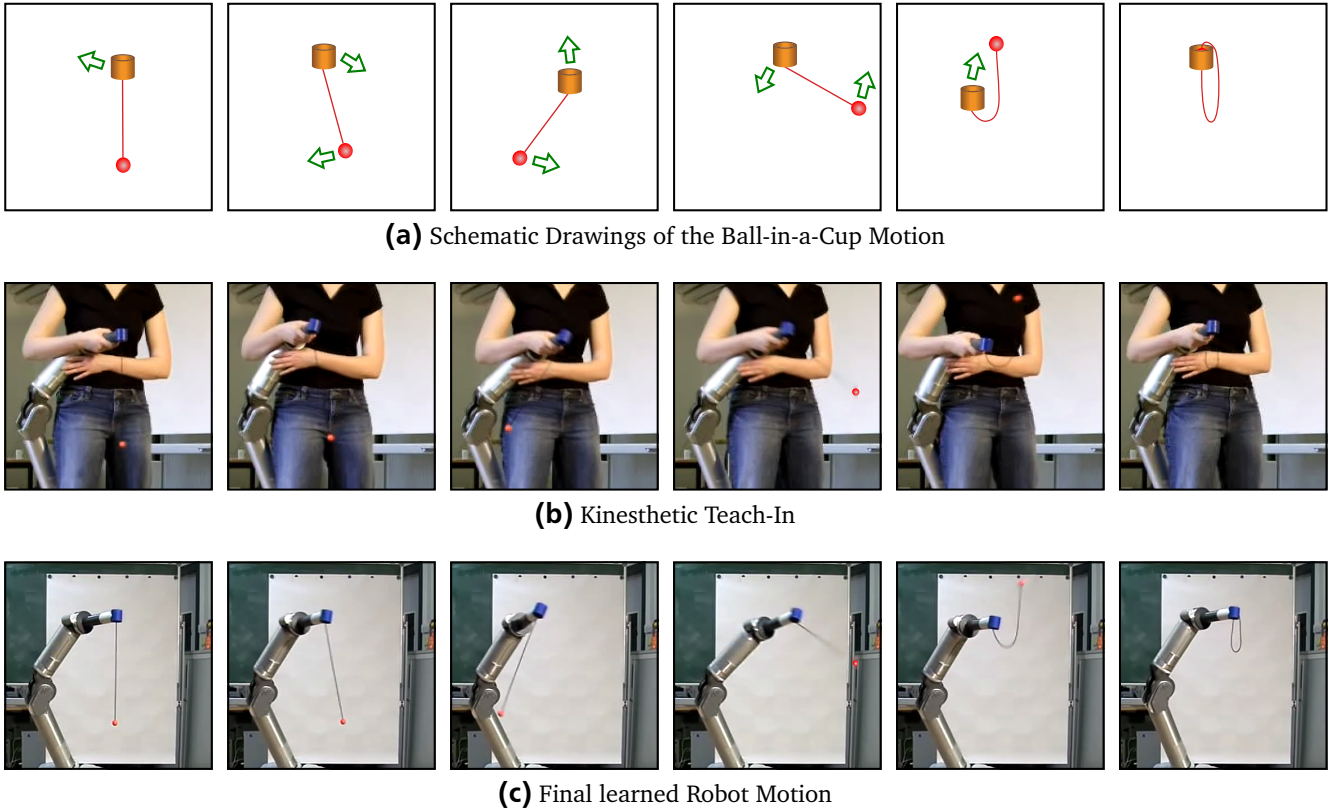 (a) Schematic Drawings of the Ball-in-a-Cup Motion
(b) Kinesthetic Teach-In
(c) Final learned Robot Motion